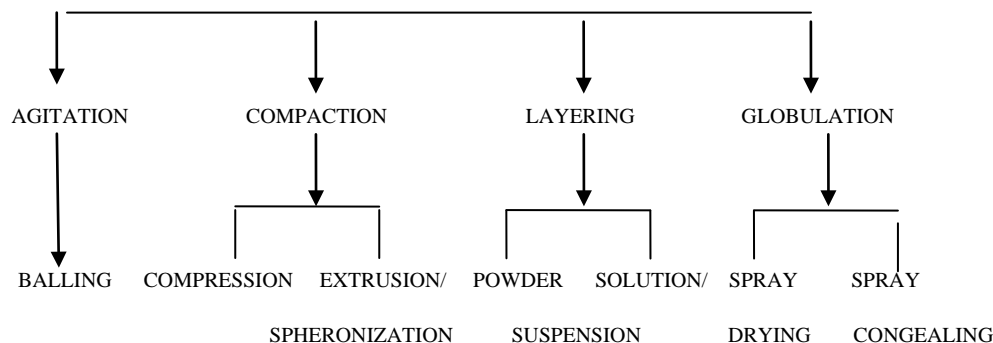 AGITATION COMPACTION LAYERING GLOBULATION
BALLING COMPRESSION EXTRUSION/ POWDER SOLUTION/ SPRAY SPRAY
SPHERONIZATION SUSPENSION DRYING CONGEALING